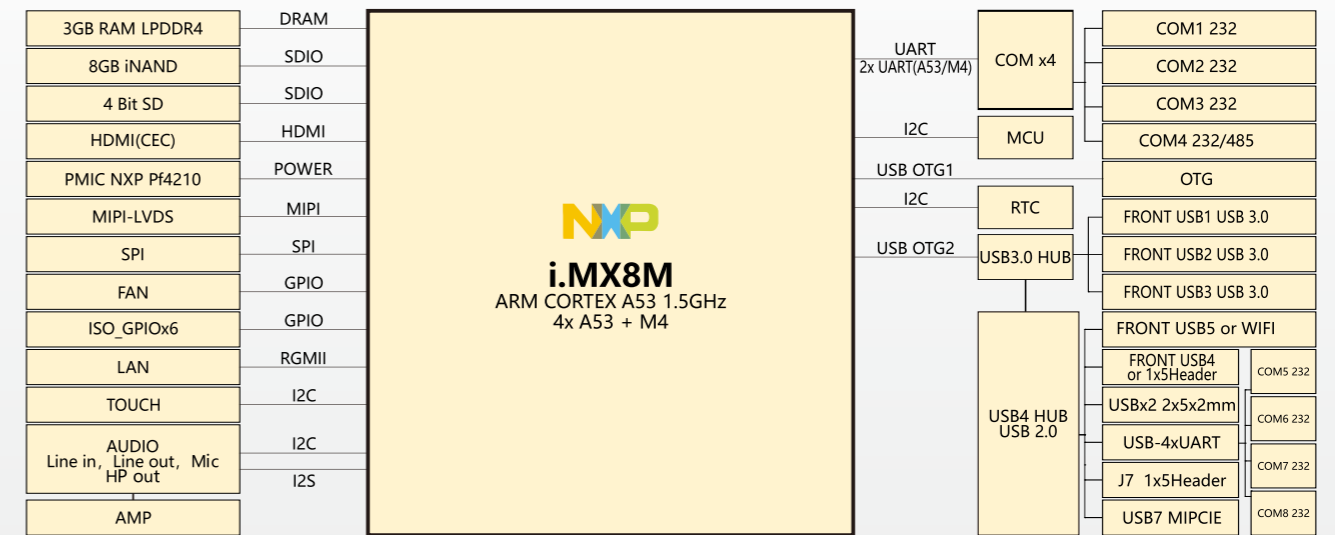 3GB RAM LPDDR4
8GB iNAND
4 Bit SD
HDMI(CEC)
PMIC NXP Pf4210
MIPI-LVDS
SPI
FAN
ISO_GPIOx6
LAN
TOUCH
AUDIO
Line in, Line out, Mic
HP out
AMP
DRAM
SDIO
SDIO
HDMI
POWER
MIPI
SPI
GPIO
GPIO
RGMII
I2C
I2C
I2S
NXP
i.MX8M
ARM CORTEX A53 1.5GHz
4x A53 + M4
UART
2x UART(A53/M4)
I2C
USB OTG1
I2C
USB OTG2
COM x4
MCU
RTC
USB3.0 HUB
USB4 HUB
USB 2.0
COM1 232
COM2 232
COM3 232
COM4 232/485
OTG
FRONT USB1 USB 3.0
FRONT USB2 USB 3.0
FRONT USB3 USB 3.0
FRONT USB5 or WIFI
FRONT USB4
or 1x5Header
USBx2 2x5x2mm
USB-4xUART
J7 1x5Header
USB7 MIPCIE
COM5 232
COM6 232
COM7 232
COM8 232